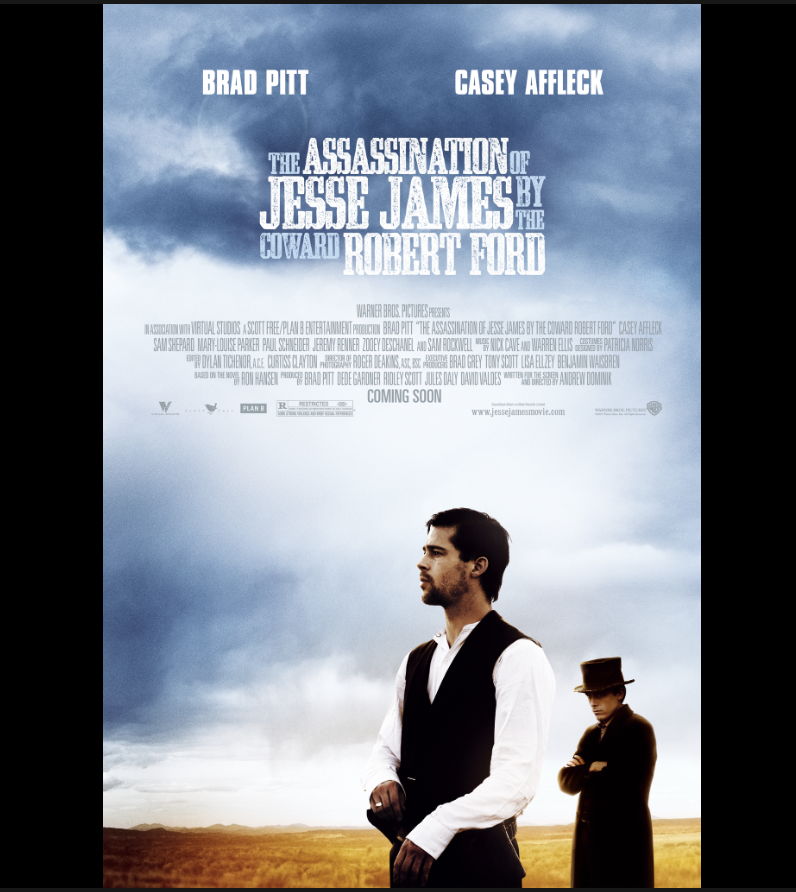 BRAD PITT CASEY AFFLECK
THE ASSASSINATION OF
JESSE JAMES BY THE
COWARD ROBERT FORD
WARNER BROS. PICTURES PRESENTS
IN ASSOCIATION WITH VIRTUAL STUDIOS A SCOTT FREE/PLAN B ENTERTAINMENT PRODUCTION BRAD PITT "THE ASSASSINATION OF JESSE JAMES BY THE COWARD ROBERT FORD" CASEY AFFLECK
SAM SHEPARD MARY-LOUISE PARKER PAUL SCHNEIDER JEREMY RENNER ZOOEY DESCHANEL AND SAM ROCKWELL MUSIC BY NICK CAVE AND WARREN ELLIS COSTUMES DESIGNED BY PATRICIA NORRIS
EDITED BY DYLAN TICHENOR, A.C.E. CURTISS CLAYTON DIRECTOR OF PHOTOGRAPHY ROGER DEAKINS, ASC, BSC EXECUTIVE PRODUCERS BRAD GREY TONY SCOTT LISA ELLZEY BENJAMIN WAISBREN
BASED ON THE NOVEL BY RON HANSEN PRODUCED BY BRAD PITT DEDE GARDNER RIDLEY SCOTT JULES DALY DAVID VALDES WRITTEN FOR THE SCREEN AND DIRECTED BY ANDREW DOMINIK
COMING SOON
PLAN B R RESTRICTED www.jessejamesmovie.com